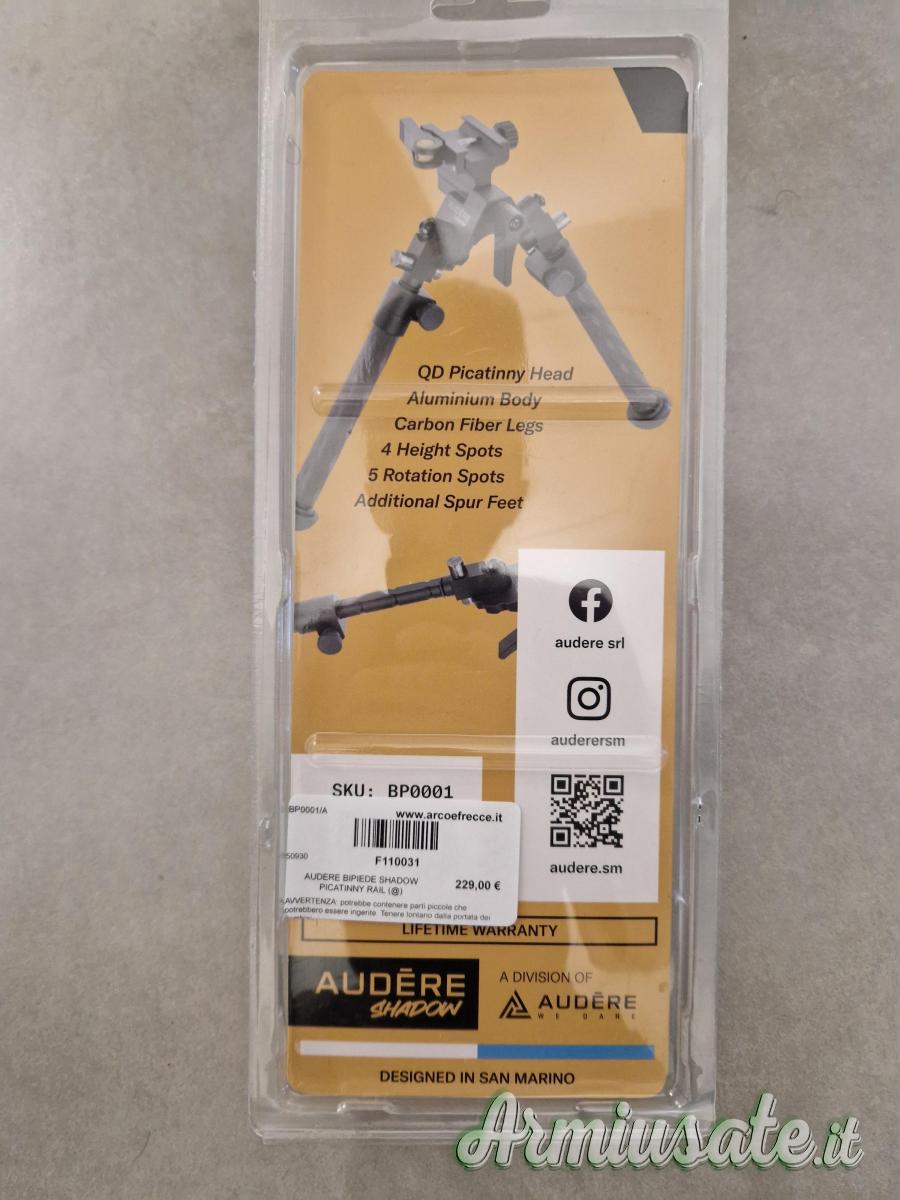 QD Picatinny Head
Aluminium Body
Carbon Fiber Legs
4 Height Spots
5 Rotation Spots
Additional Spur Feet
audere srl
auderersm
audere.sm
SKU: BP0001
BP0001/A
www.arcoefrecce.it
F110031
AUDERE BIPIEDE SHADOW
PICATINNY RAIL (@)
229,00 €
AVVERTENZA: potrebbe contenere parti piccole che
potrebbero essere ingerite. Tenere lontano dalla portata dei
LIFETIME WARRANTY
AUDĒRE
SHADOW
A DIVISION OF
AUDĒRE
WE DARE
DESIGNED IN SAN MARINO
Armiusate.it